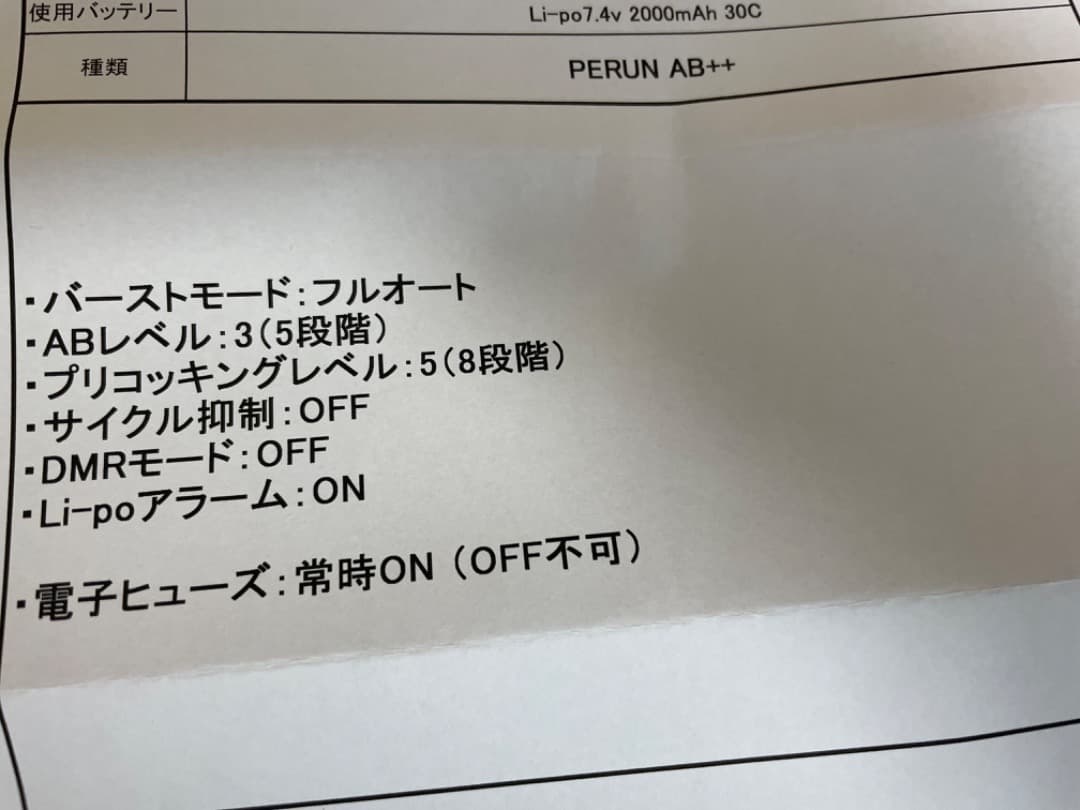 使用バッテリー Li-po7.4v 2000mAh 30C
種類 PERUN AB++
・バーストモード:フルオート
・ABレベル:3(5段階)
・プリコッキングレベル:5(8段階)
・サイクル抑制:OFF
・DMRモード:OFF
・Li-poアラーム:ON
・電子ヒューズ:常時ON (OFF不可)